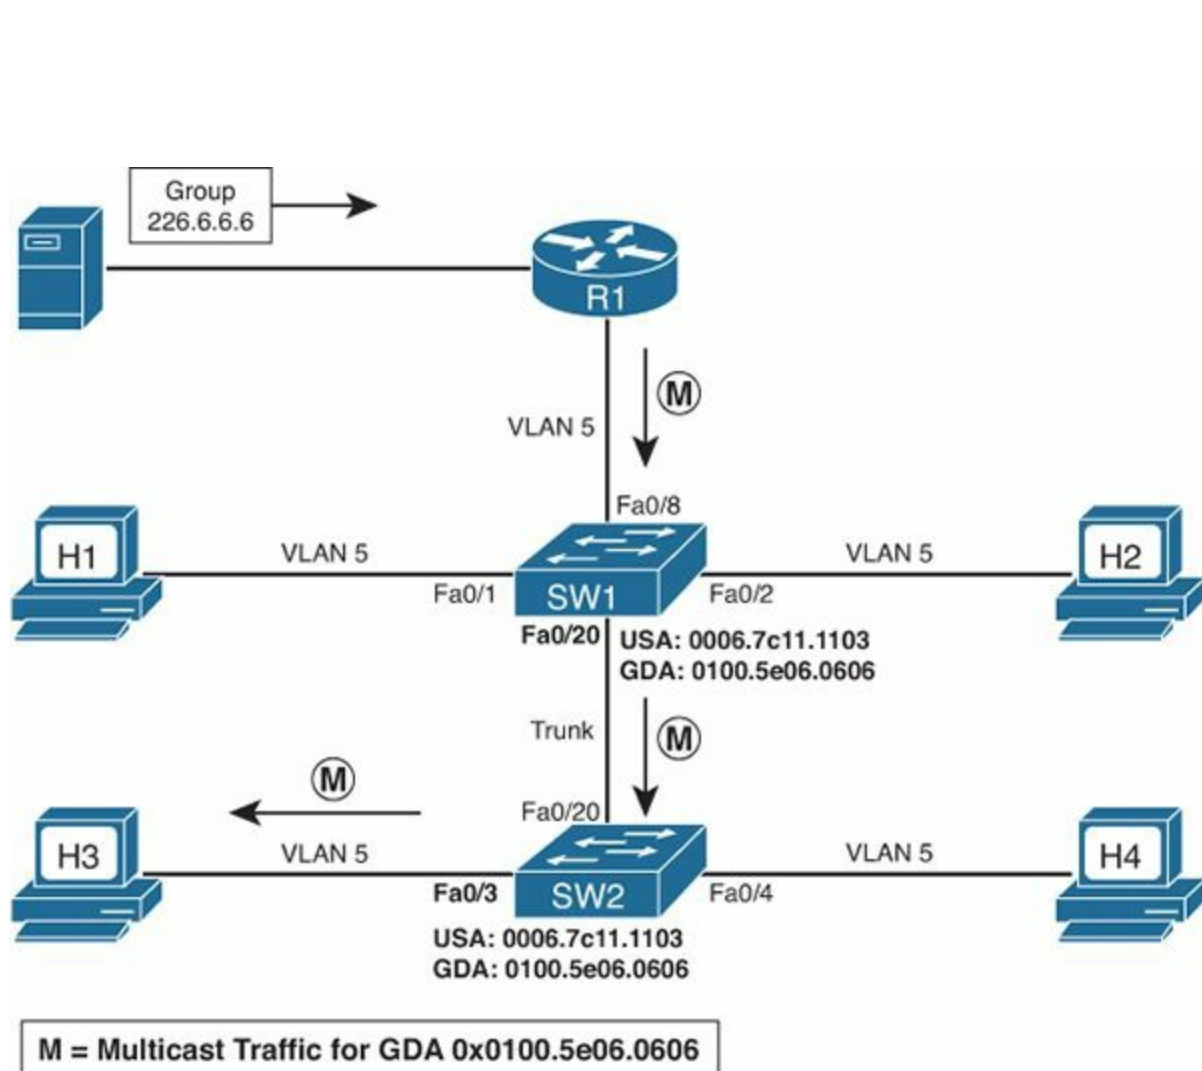 Group
226.6.6.6
R1
M
VLAN 5
Fa0/8
H1
VLAN 5
Fa0/1
SW1
VLAN 5
Fa0/2
H2
Fa0/20
USA: 0006.7c11.1103
GDA: 0100.5e06.0606
Trunk
M
M
Fa0/20
H3
VLAN 5
Fa0/3
SW2
VLAN 5
Fa0/4
H4
USA: 0006.7c11.1103
GDA: 0100.5e06.0606
M = Multicast Traffic for GDA 0x0100.5e06.0606